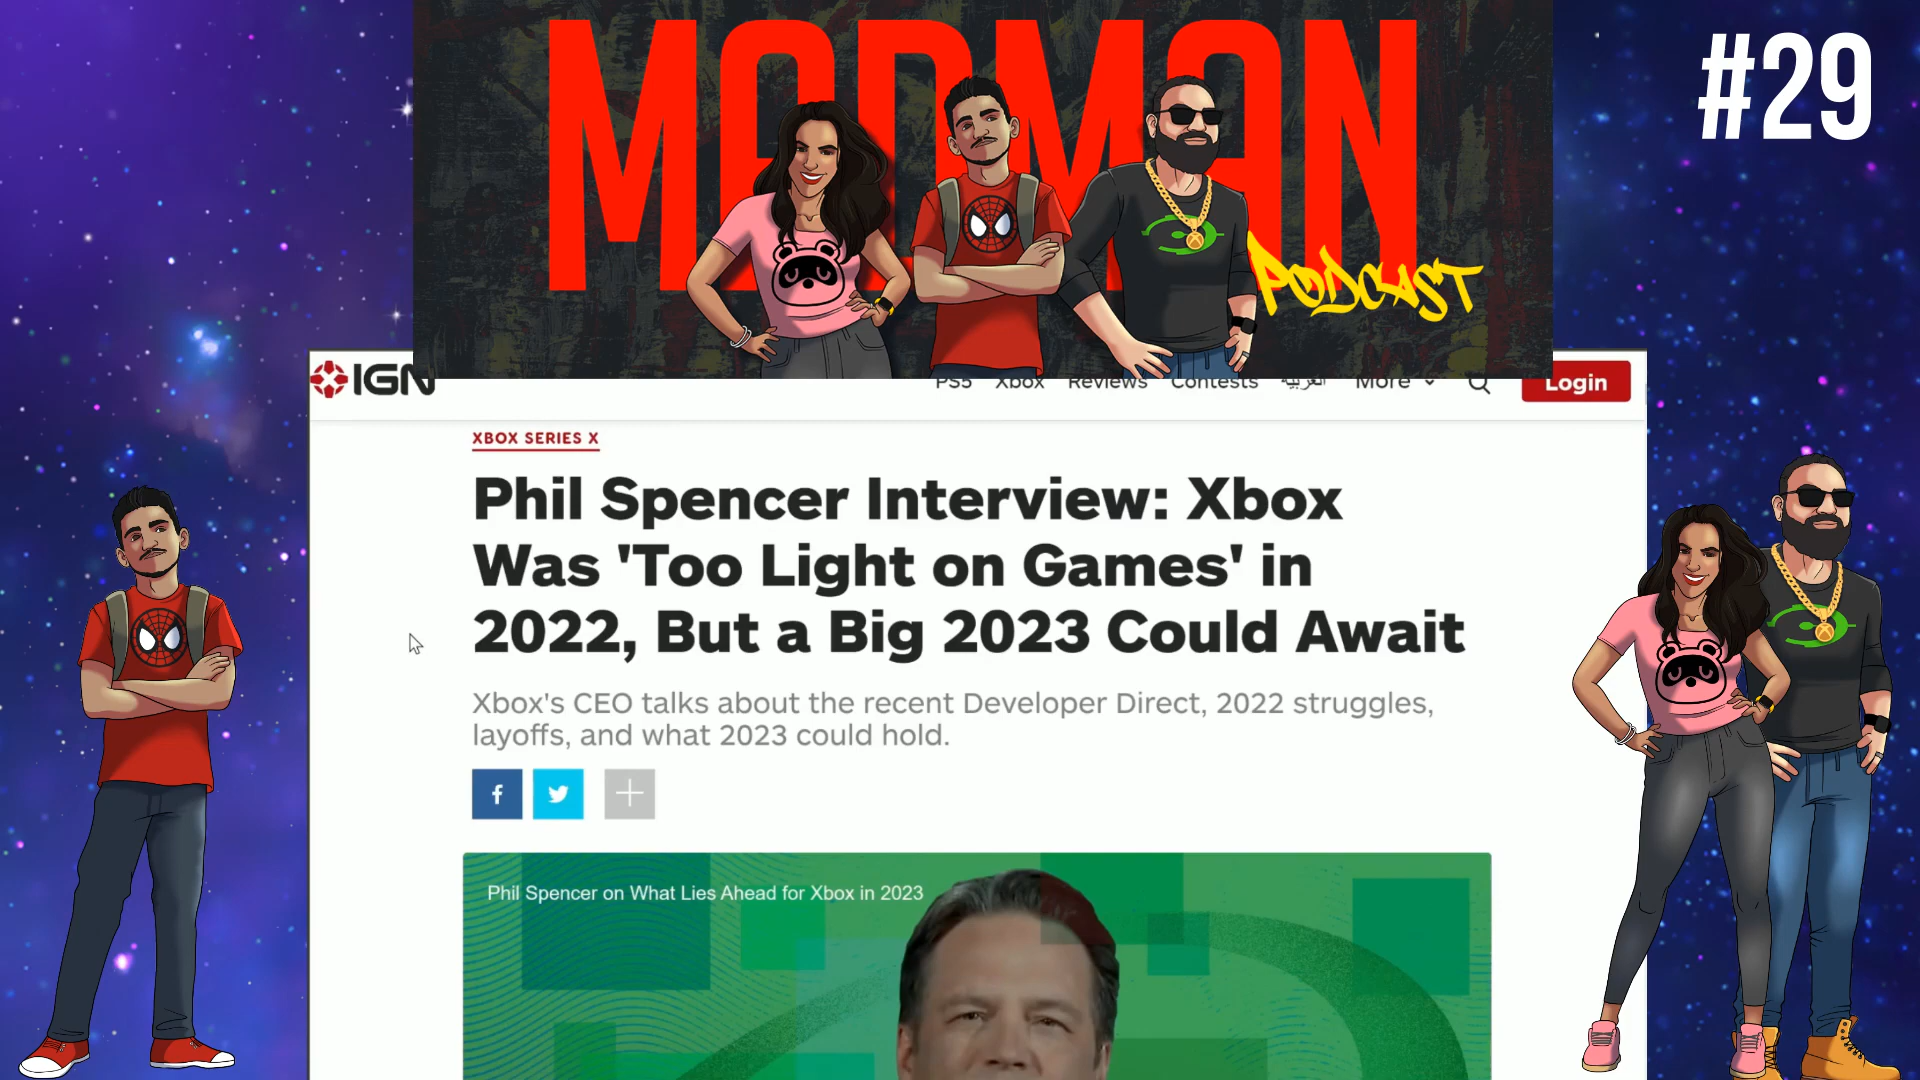 MADMAN
PODCAST
#29
IGN
PS5 Xbox Reviews Contests العربية More
Login
XBOX SERIES X
Phil Spencer Interview: Xbox
Was 'Too Light on Games' in
2022, But a Big 2023 Could Await
Xbox's CEO talks about the recent Developer Direct, 2022 struggles,
layoffs, and what 2023 could hold.
Phil Spencer on What Lies Ahead for Xbox in 2023